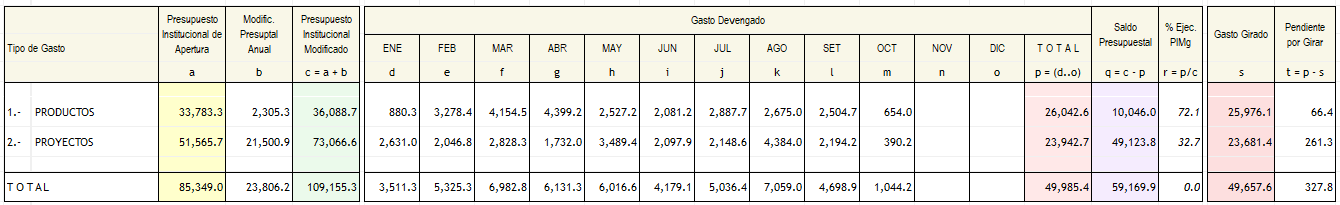 Tipo de Gasto | Presupuesto Institucional de Apertura | Modific. Presuptal Anual | Presupuesto Institucional Modificado | Gasto Devengado | Saldo Presupuestal | % Ejec. PIMg | Gasto Girado | Pendiente por Girar
ENE | FEB | MAR | ABR | MAY | JUN | JUL | AGO | SET | OCT | NOV | DIC | T O T A L
a | b | c = a + b | d | e | f | g | h | i | j | k | l | m | n | o | p = (d..o) | q = c - p | r = p/c | s | t = p - s
1.- PRODUCTOS | 33,783.3 | 2,305.3 | 36,088.7 | 880.3 | 3,278.4 | 4,154.5 | 4,399.2 | 2,527.2 | 2,081.2 | 2,887.7 | 2,675.0 | 2,504.7 | 654.0 | 26,042.6 | 10,046.0 | 72.1 | 25,976.1 | 66.4
2.- PROYECTOS | 51,565.7 | 21,500.9 | 73,066.6 | 2,631.0 | 2,046.8 | 2,828.3 | 1,732.0 | 3,489.4 | 2,097.9 | 2,148.6 | 4,384.0 | 2,194.2 | 390.2 | 23,942.7 | 49,123.8 | 32.7 | 23,681.4 | 261.3
T O T A L | 85,349.0 | 23,806.2 | 109,155.3 | 3,511.3 | 5,325.3 | 6,982.8 | 6,131.3 | 6,016.6 | 4,179.1 | 5,036.4 | 7,059.0 | 4,698.9 | 1,044.2 | 49,985.4 | 59,169.9 | 0.0 | 49,657.6 | 327.8